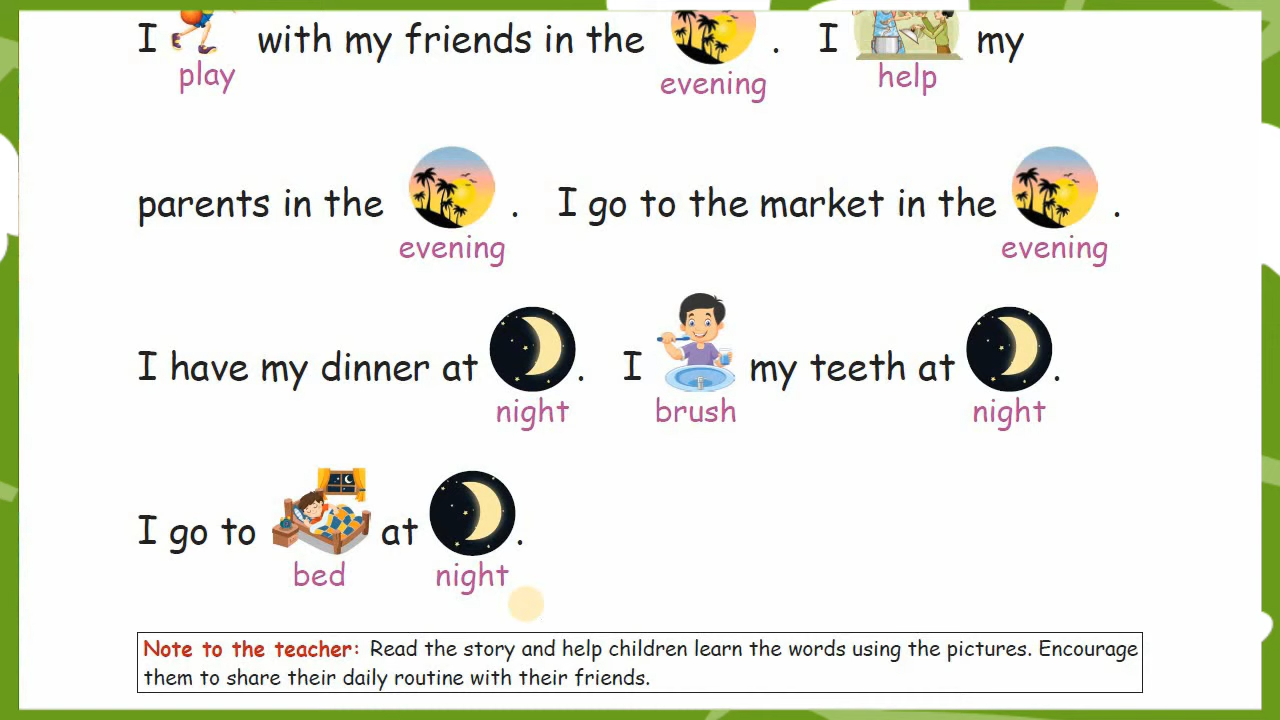 I with my friends in the . I my
play evening help
parents in the . I go to the market in the .
evening evening
I have my dinner at . I my teeth at .
night brush night
I go to at .
bed night
Note to the teacher: Read the story and help children learn the words using the pictures. Encourage
them to share their daily routine with their friends.